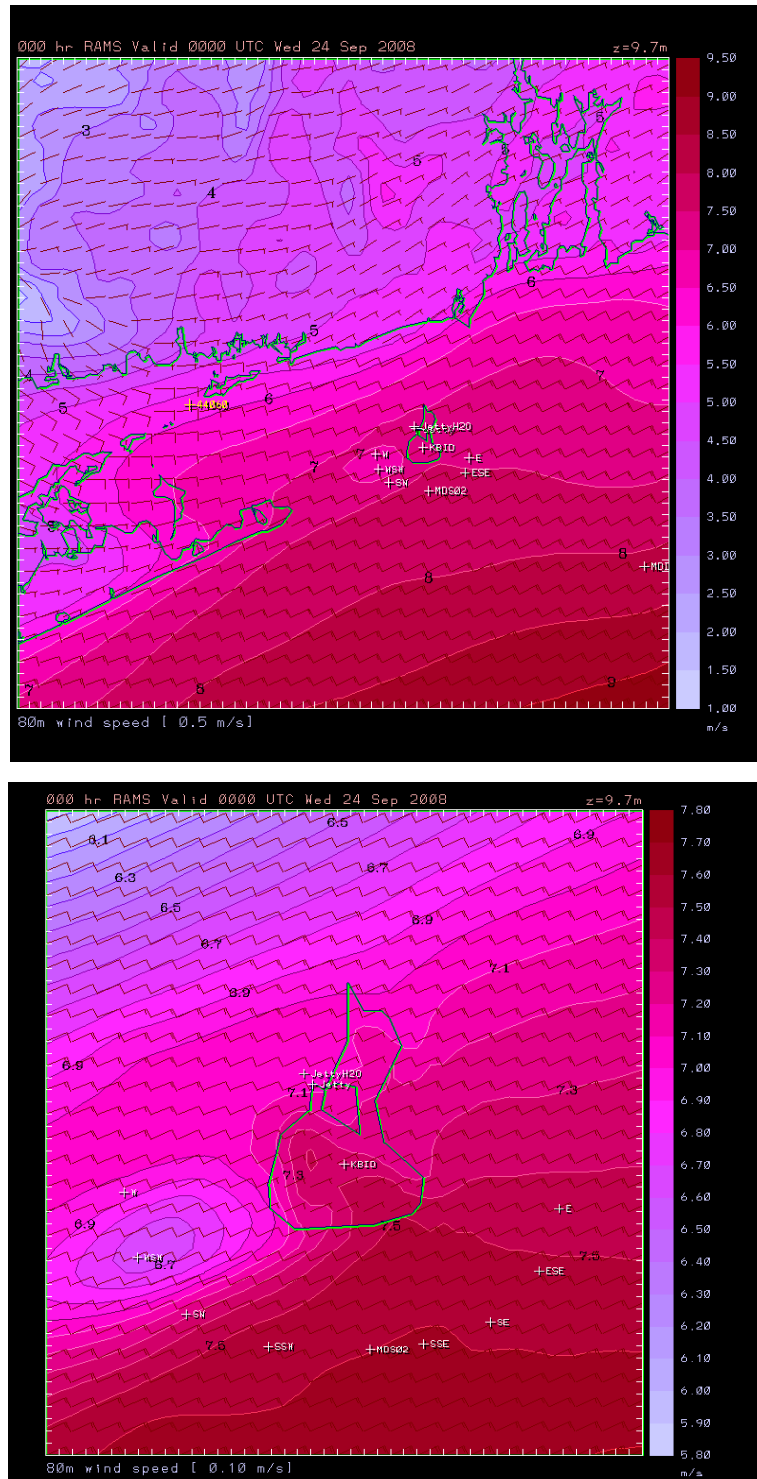 000 hr RAMS Valid 0000 UTC Wed 24 Sep 2008 z=9.7m
9.50
9.00
8.50
8.00
7.50
7.00
6.50
6.00
5.50
5.00
4.50
4.00
3.50
3.00
2.50
2.00
1.50
1.00
m/s
3
5
5
5
4
6
5
4
5
6
7
44060
JettyH2O
KBID
7
W
WSW
SW
E
ESE
MDS02
7
8
8
MDD
7
8
9
80m wind speed [ 0.5 m/s]
000 hr RAMS Valid 0000 UTC Wed 24 Sep 2008 z=9.7m
7.80
7.70
7.60
7.50
7.40
7.30
7.20
7.10
7.00
6.90
6.80
6.70
6.60
6.50
6.40
6.30
6.20
6.10
6.00
5.90
5.80
m/s
6.1
6.5
6.9
6.3
6.7
6.5
6.9
6.7
7.1
6.9
6.9
JettyH2O
Jetty
7.1
7.3
KBID
7.3
W
E
6.9
7.5
WSW
6.7
7.5
ESE
SW
SE
7.5
SSW
MDS02
SSE
80m wind speed [ 0.10 m/s]